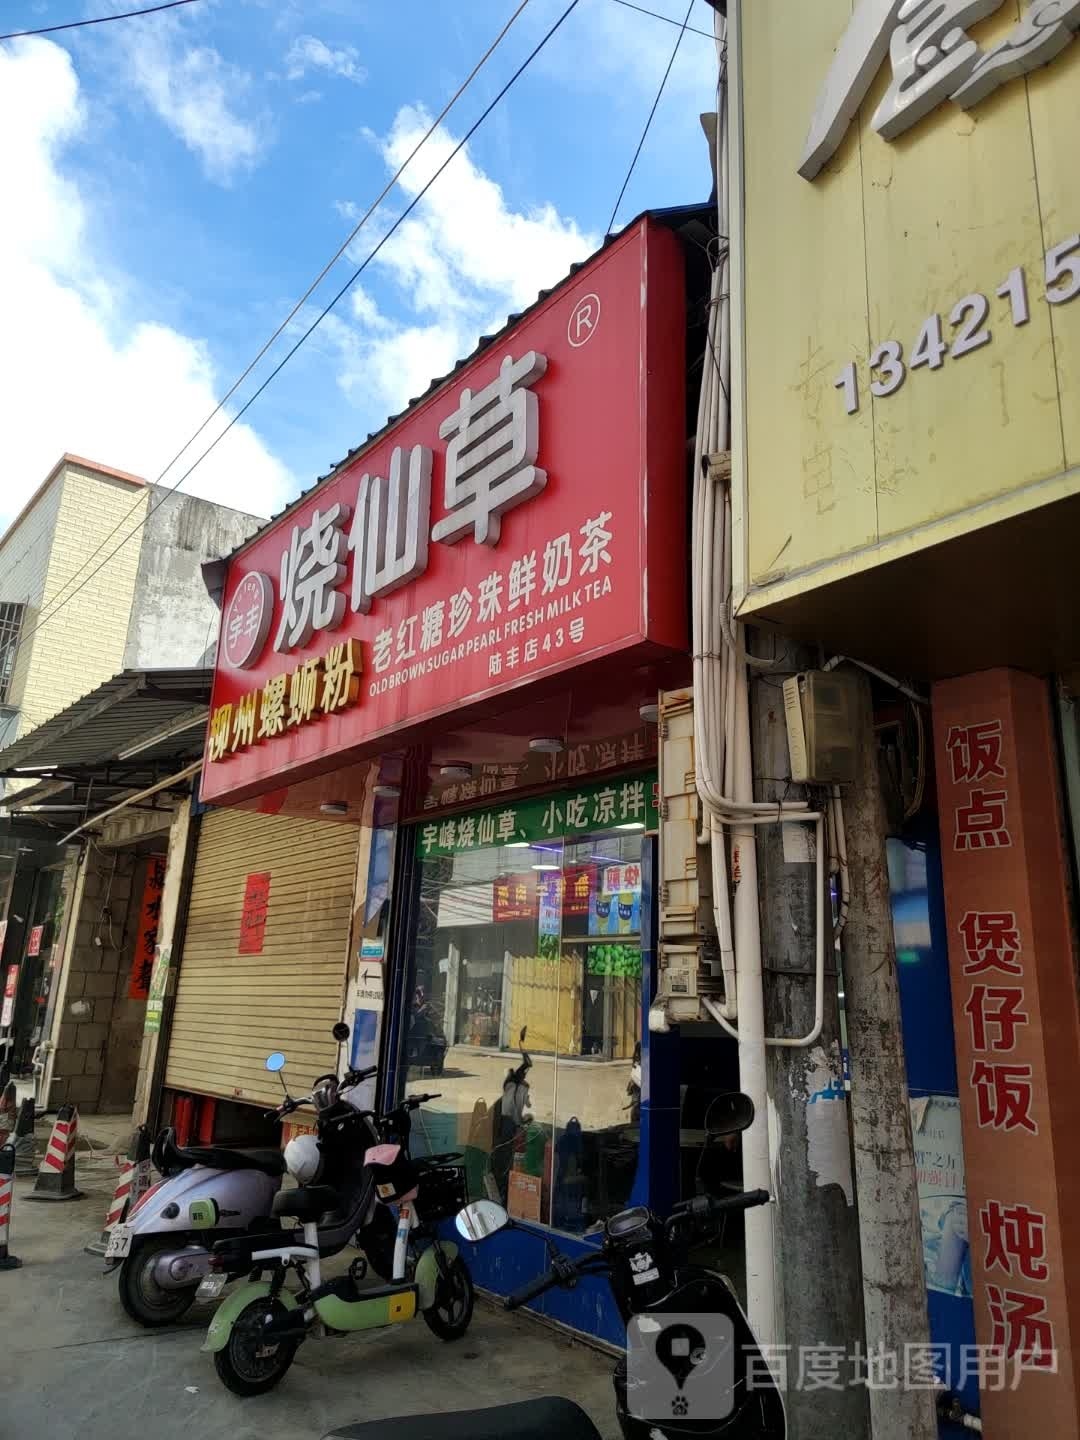 R
烧仙草
宇丰
老红糖珍珠鲜奶茶
OLD BROWN SUGAR PEARL FRESH MILK TEA
陆丰店43号
柳州螺蛳粉
宇峰烧仙草、小吃凉拌
134215
饭点 煲仔饭 炖汤
百度地图用户